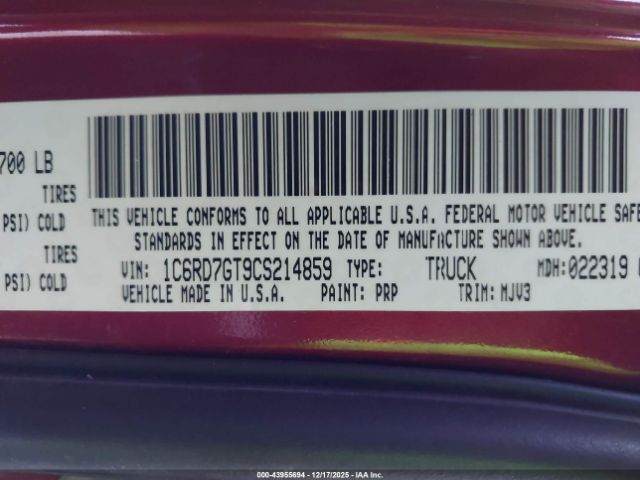 700 LB
TIRES
PSI) COLD
TIRES
PSI) COLD
THIS VEHICLE CONFORMS TO ALL APPLICABLE U.S.A. FEDERAL MOTOR VEHICLE SAFE
STANDARDS IN EFFECT ON THE DATE OF MANUFACTURE SHOWN ABOVE.
VIN: 1C6RD7GT9CS214859 TYPE: TRUCK MDH:022319
VEHICLE MADE IN U.S.A. PAINT: PRP TRIM: MJV3
000-43955694 - 12/17/2025 - IAA Inc.